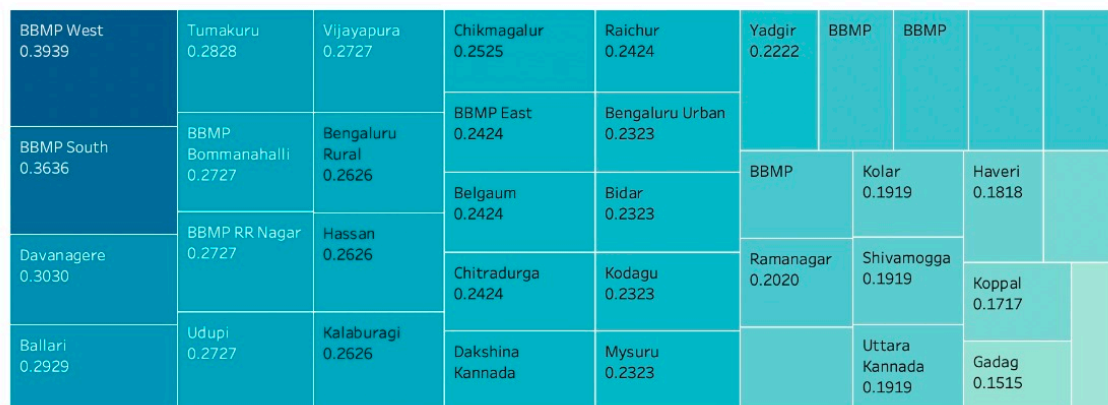 BBMP West
0.3939
BBMP South
0.3636
Davanagere
0.3030
Ballari
0.2929
Tumakuru
0.2828
BBMP
Bommanahalli
0.2727
BBMP RR Nagar
0.2727
Udupi
0.2727
Vijayapura
0.2727
Bengaluru
Rural
0.2626
Hassan
0.2626
Kalaburagi
0.2626
Chikmagalur
0.2525
BBMP East
0.2424
Belgaum
0.2424
Chitradurga
0.2424
Dakshina
Kannada
Raichur
0.2424
Bengaluru Urban
0.2323
Bidar
0.2323
Kodagu
0.2323
Mysuru
0.2323
Yadgir
0.2222
BBMP
BBMP
BBMP
Ramanagar
0.2020
Kolar
0.1919
Shivamogga
0.1919
Uttara
Kannada
0.1919
Haveri
0.1818
Koppal
0.1717
Gadag
0.1515